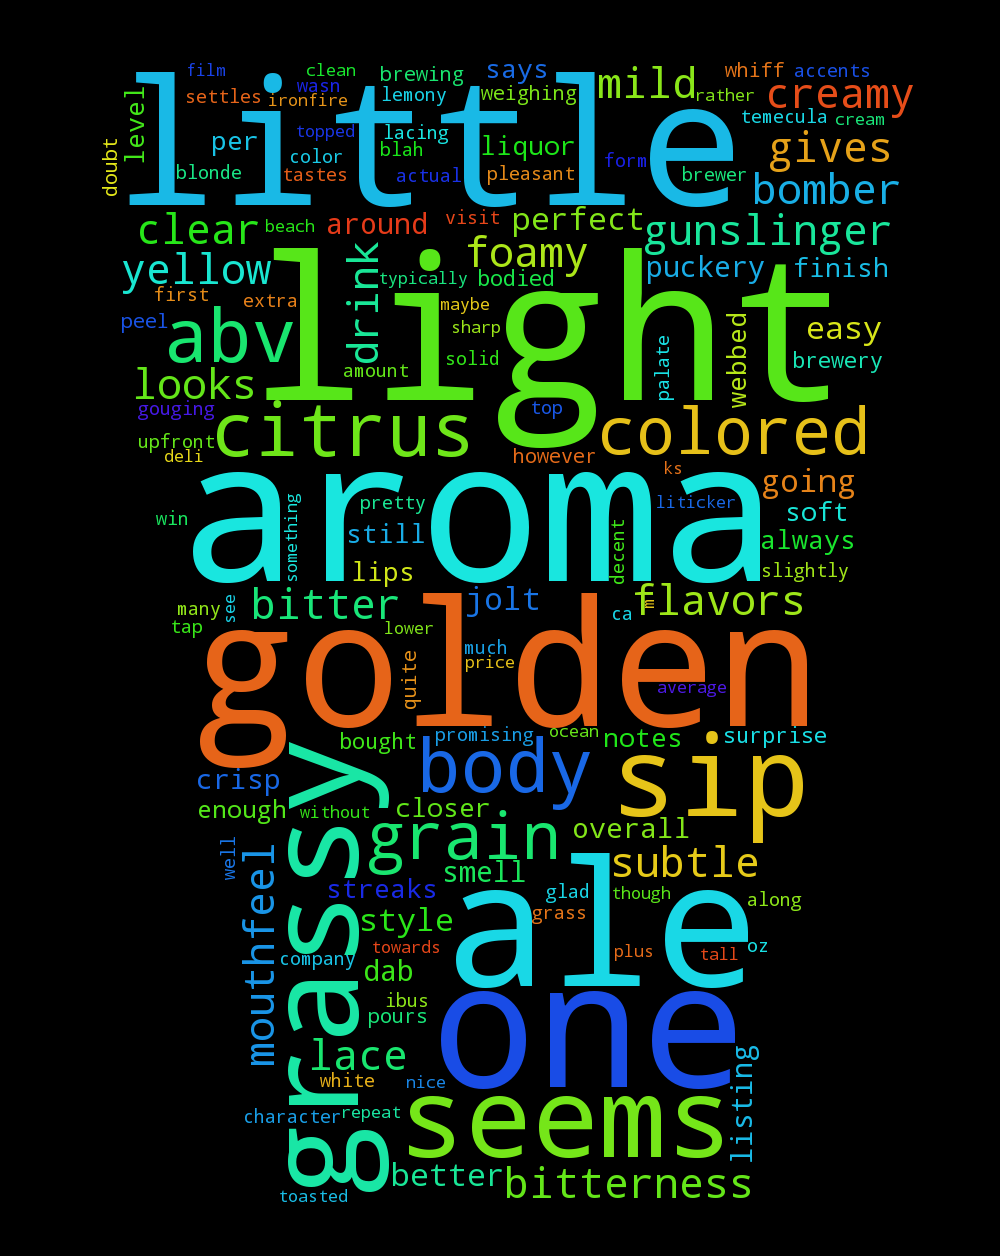 film clean brewing says whiff accents
wasn
settles ironfire lemony weighing mild rather creamy
level
little
per topped lacing temecula cream
color blah liquor gives
doubt blonde tastes actual pleasant form brewer bomber
clear beach around visit perfect gunslinger
yellow drink foamy
typically bodied puckery finish
first extra maybe
peel abv light sharp easy
solid palate webbed brewery
looks amount
gouging top
citrus colored
upfront
deli however ks
aroma going
pretty liticker soft
win something still decent always
lips slightly
many see bitter jolt ca m flavors
tap lower
golden much
quite price average
bought promising ocean notes surprise
crisp body sip
enough without closer
grain overall
well smell subtle
streaks glad though along
mouthfeel grassy style grass ale
towards plus tall oz
company dab
ibus
pours one
lace listing
white nice
character repeat seems
better bitterness
toasted